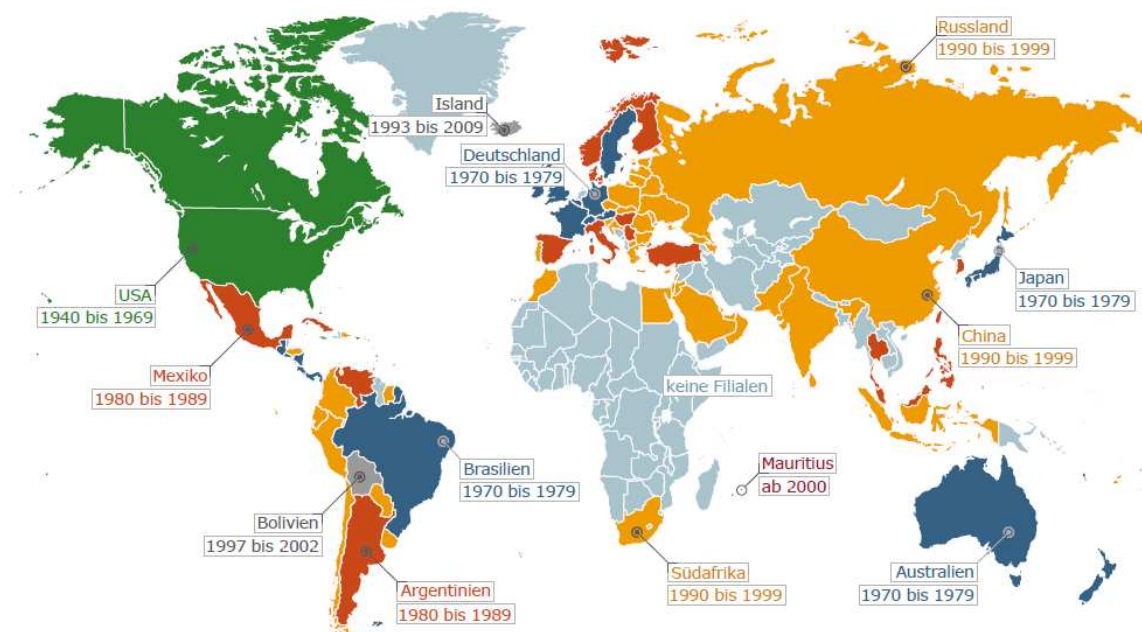 Russland
1990 bis 1999
Island
1993 bis 2009
Deutschland
1970 bis 1979
USA
1940 bis 1969
Japan
1970 bis 1979
China
1990 bis 1999
Mexiko
1980 bis 1989
keine Filialen
Brasilien
1970 bis 1979
Mauritius
ab 2000
Bolivien
1997 bis 2002
Südafrika
1990 bis 1999
Australien
1970 bis 1979
Argentinien
1980 bis 1989